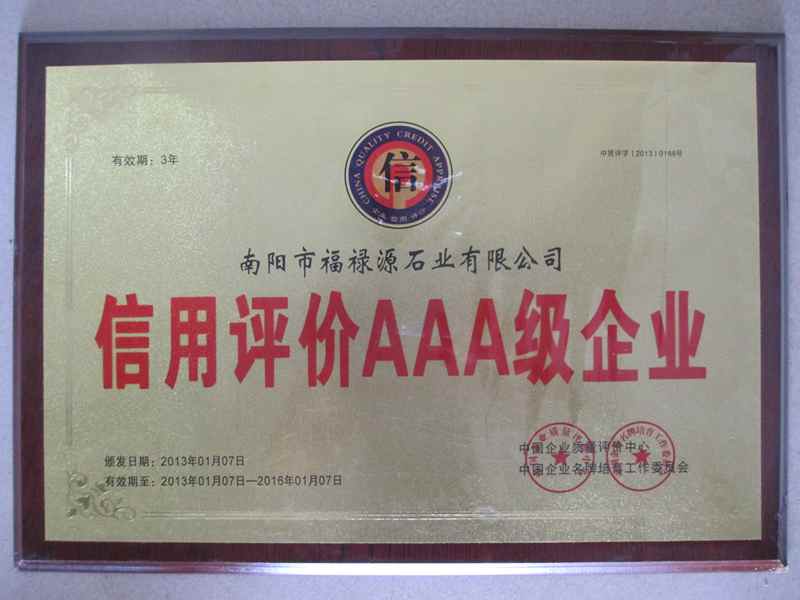 有效期：3年
中质评字［2013］0166号
CHINA QUALITY CREDIT APPRAISE
信
南阳市福禄源石业有限公司
信用评价AAA级企业
颁发日期：2013年01月07日
有效期至：2013年01月07日—2016年01月07日
中国企业质量评价中心
中国企业名牌培育工作委员会